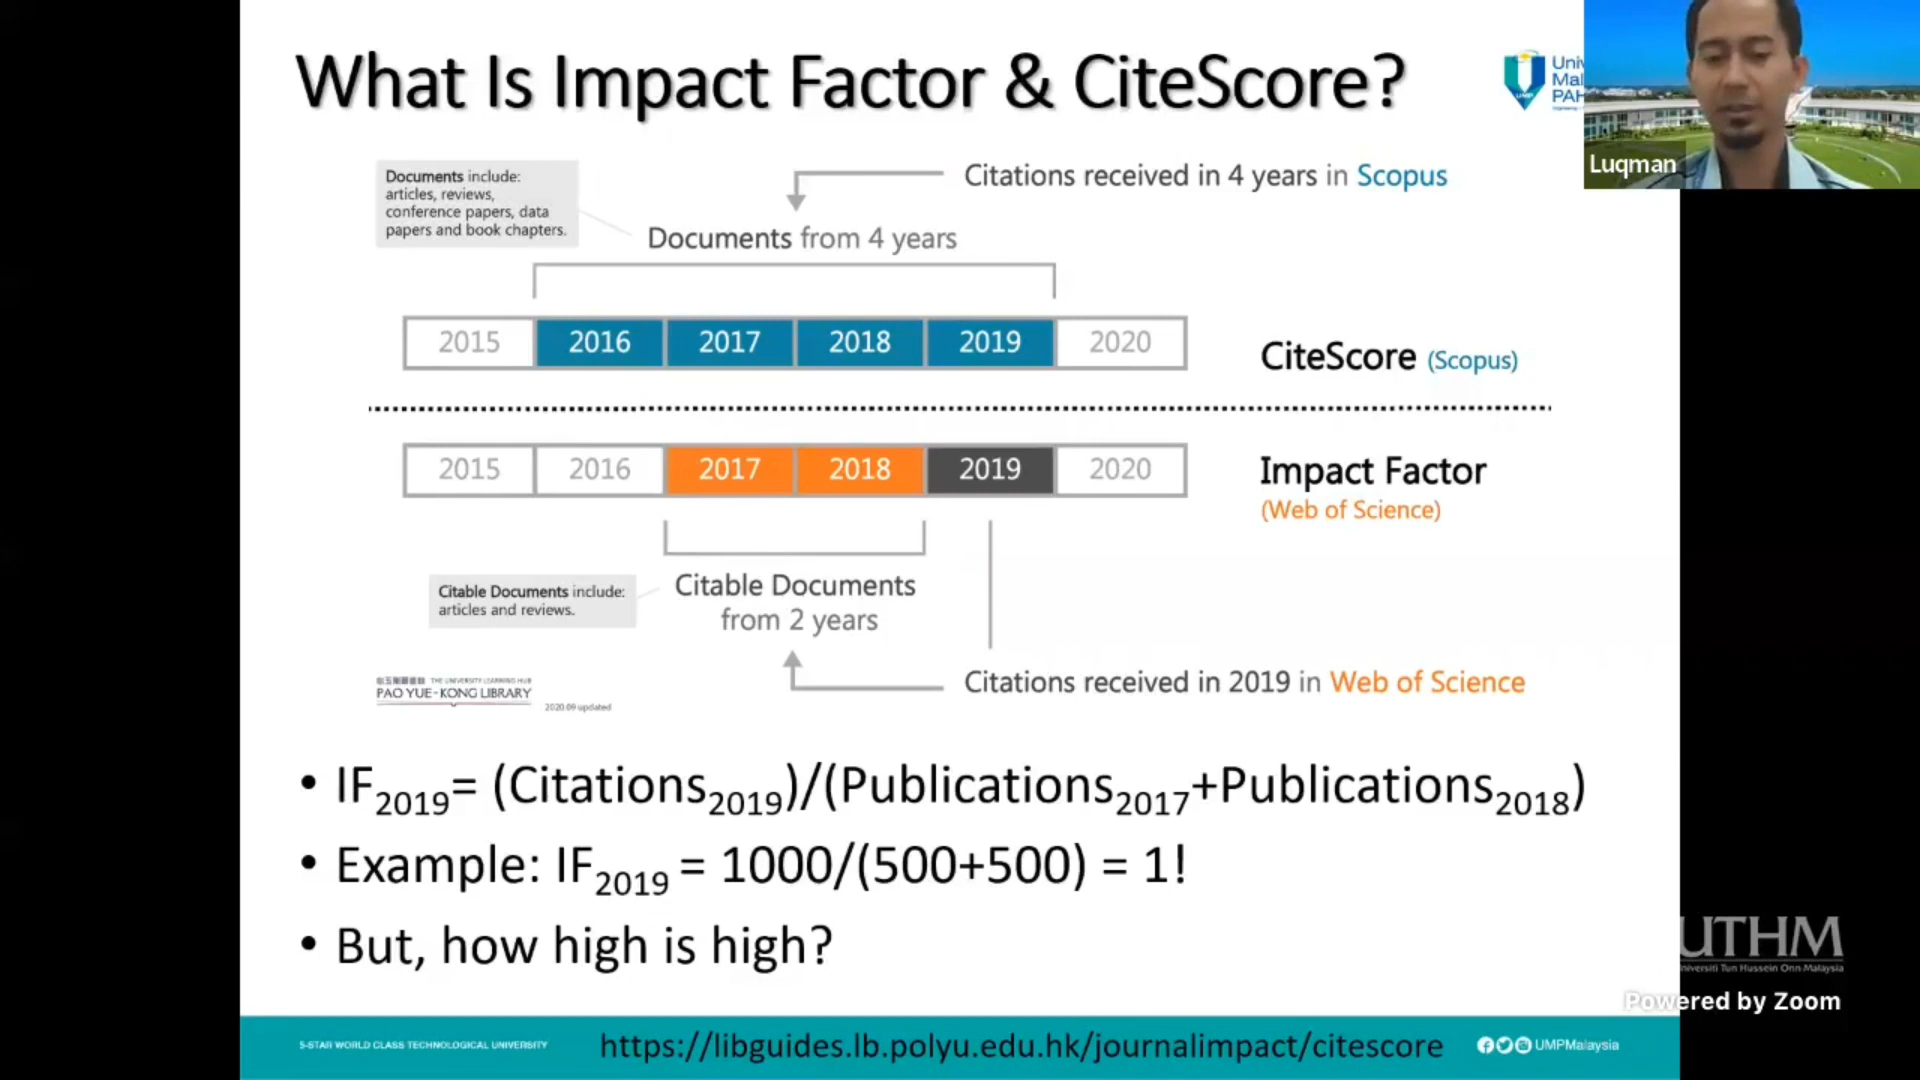 What Is Impact Factor & CiteScore?
Luqman
Documents include:
articles, reviews,
conference papers, data
papers and book chapters.
Citations received in 4 years in Scopus
Documents from 4 years
2015 2016 2017 2018 2019 2020
CiteScore (Scopus)
2015 2016 2017 2018 2019 2020
Impact Factor
(Web of Science)
Citable Documents include:
articles and reviews.
Citable Documents
from 2 years
Citations received in 2019 in Web of Science
THE UNIVERSITY LEARNING HUB
PAO YUE-KONG LIBRARY
2020.09 updated
• IF2019= (Citations2019)/(Publications2017+Publications2018)
• Example: IF2019 = 1000/(500+500) = 1!
• But, how high is high?
UTHM
Universiti Tun Hussein Onn Malaysia
Powered by Zoom
5-STAR WORLD CLASS TECHNOLOGICAL UNIVERSITY
https://libguides.lb.polyu.edu.hk/journalimpact/citescore
UMPMalaysia